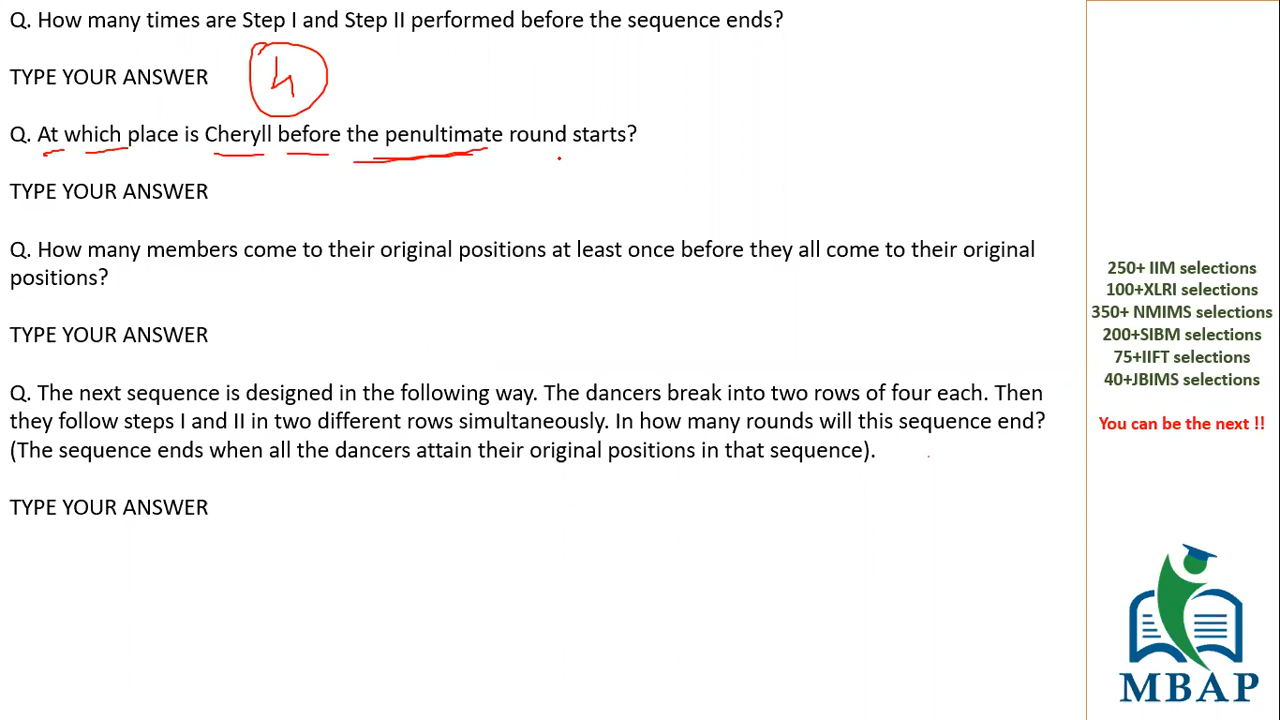 Q. How many times are Step I and Step II performed before the sequence ends?
TYPE YOUR ANSWER
4
Q. At which place is Cheryll before the penultimate round starts?
TYPE YOUR ANSWER
Q. How many members come to their original positions at least once before they all come to their original
positions?
TYPE YOUR ANSWER
Q. The next sequence is designed in the following way. The dancers break into two rows of four each. Then
they follow steps I and II in two different rows simultaneously. In how many rounds will this sequence end?
(The sequence ends when all the dancers attain their original positions in that sequence).
TYPE YOUR ANSWER
250+ IIM selections
100+XLRI selections
350+ NMIMS selections
200+SIBM selections
75+IIFT selections
40+JBIMS selections
You can be the next !!
MBAP